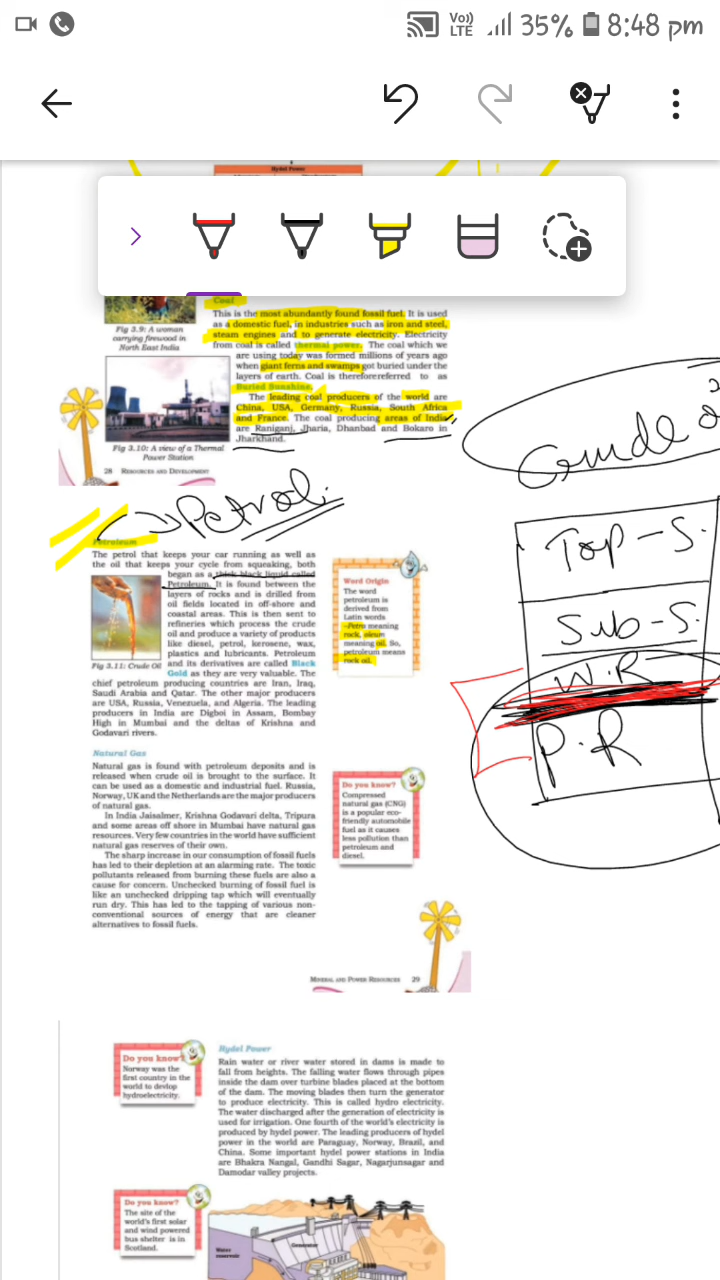 Vo))
LTE
35%
8:48 pm
Hydel Power
Coal
This is the most abundantly found fossil fuel. It is used
as a domestic fuel, in industries such as iron and steel,
steam engines and to generate electricity. Electricity
from coal is called thermal power. The coal which we
are using today was formed millions of years ago
when giant ferns and swamps got buried under the
layers of earth. Coal is therefore referred to as
Buried Sunshine.
The leading coal producers of the world are
China, USA, Germany, Russia, South Africa
and France. The coal producing areas of India
are Raniganj, Jharia, Dhanbad and Bokaro in
Jharkhand.
Fig 3.9: A woman
carrying firewood in
North East India
Fig 3.10: A view of a Thermal
Power Station
28 RESOURCES AND DEVELOPMENT
Petrol.
Crude
Top-S.
Sub-S.
W.R
P.R
Petroleum
The petrol that keeps your car running as well as
the oil that keeps your cycle from squeaking, both
began as a thick black liquid called
Petroleum. It is found between the
layers of rocks and is drilled from
oil fields located in off-shore and
coastal areas. This is then sent to
refineries which process the crude
oil and produce a variety of products
like diesel, petrol, kerosene, wax,
plastics and lubricants. Petroleum
and its derivatives are called Black
Gold as they are very valuable. The
chief petroleum producing countries are Iran, Iraq,
Saudi Arabia and Qatar. The other major producers
are USA, Russia, Venezuela, and Algeria. The leading
producers in India are Digboi in Assam, Bombay
High in Mumbai and the deltas of Krishna and
Godavari rivers.
Fig 3.11: Crude Oil
Word Origin
The word
petroleum is
derived from
Latin words
-Petra meaning
rock, oleum
meaning oil. So,
petroleum means
rock oil.
Natural Gas
Natural gas is found with petroleum deposits and is
released when crude oil is brought to the surface. It
can be used as a domestic and industrial fuel. Russia,
Norway, UK and the Netherlands are the major producers
of natural gas.
In India Jaisalmer, Krishna Godavari delta, Tripura
and some areas off shore in Mumbai have natural gas
resources. Very few countries in the world have sufficient
natural gas reserves of their own.
The sharp increase in our consumption of fossil fuels
has led to their depletion at an alarming rate. The toxic
pollutants released from burning these fuels are also a
cause for concern. Unchecked burning of fossil fuel is
like an unchecked dripping tap which will eventually
run dry. This has led to the tapping of various non-
conventional sources of energy that are cleaner
alternatives to fossil fuels.
Do you know?
Compressed
natural gas (CNG)
is a popular eco-
friendly automobile
fuel as it causes
less pollution than
petroleum and
diesel.
MINERAL AND POWER RESOURCES 29
Do you know?
Norway was the
first country in the
world to devlop
hydroelectricity.
Hydel Power
Rain water or river water stored in dams is made to
fall from heights. The falling water flows through pipes
inside the dam over turbine blades placed at the bottom
of the dam. The moving blades then turn the generator
to produce electricity. This is called hydro electricity.
The water discharged after the generation of electricity is
used for irrigation. One fourth of the world's electricity is
produced by hydel power. The leading producers of hydel
power in the world are Paraguay, Norway, Brazil, and
China. Some important hydel power stations in India
are Bhakra Nangal, Gandhi Sagar, Nagarjunsagar and
Damodar valley projects.
Do you know?
The site of the
world's first solar
and wind powered
bus shelter is in
Scotland.
Water
reservoir
Generator